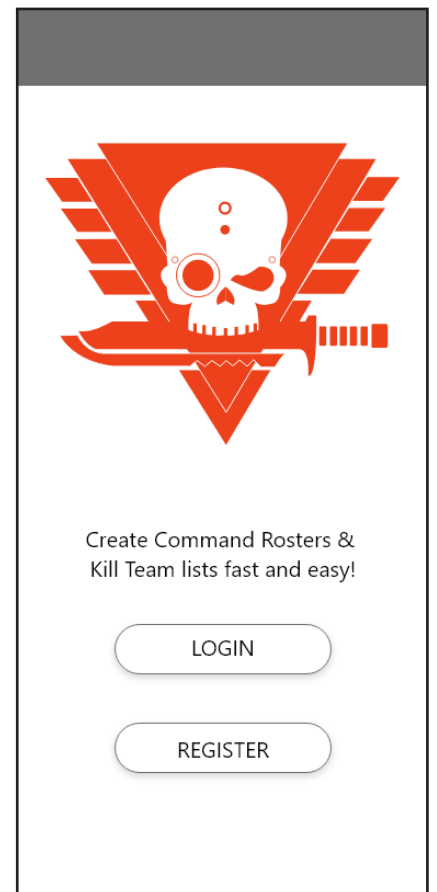 Create Command Rosters &
Kill Team lists fast and easy!
LOGIN
REGISTER